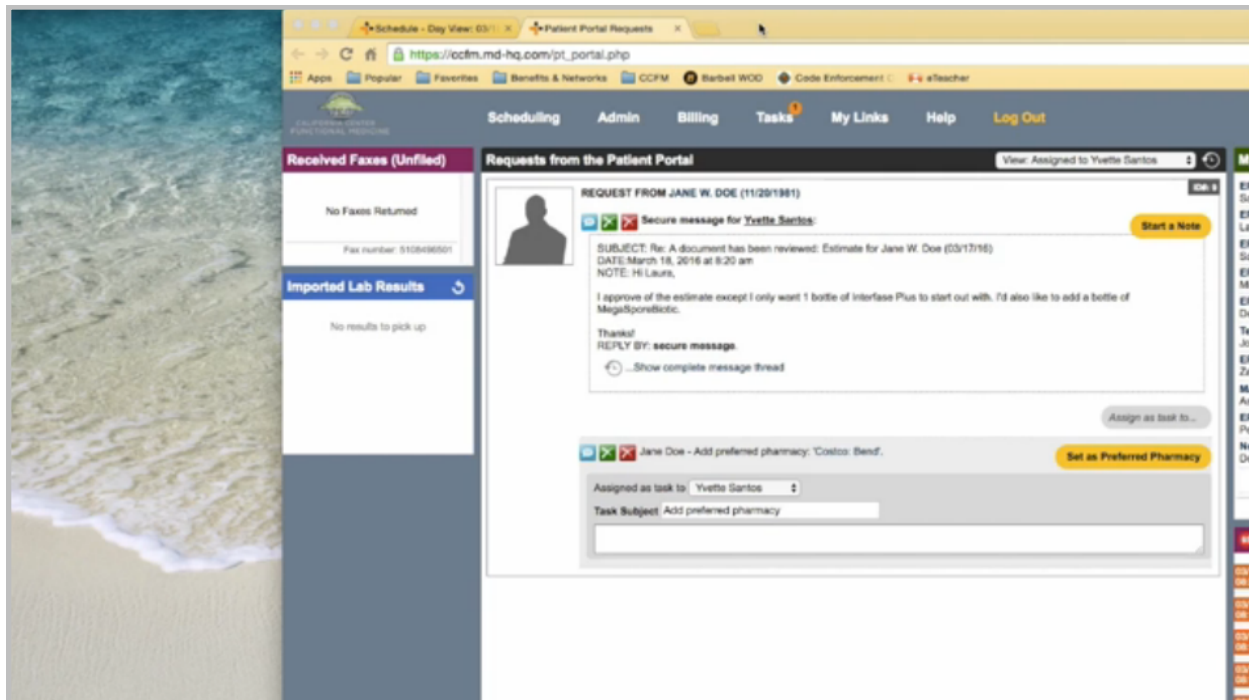 Schedule - Day View: 03/1
Patient Portal Requests
https://ccfm.md-hq.com/pt_portal.php
Apps Popular Favorites Benefits & Networks CCFM Barbell WOD Code Enforcement eTeacher
CALIFORNIA CENTER
FUNCTIONAL MEDICINE
Scheduling Admin Billing Tasks 1 My Links Help Log Out
Received Faxes (Unfiled)
No Faxes Returned
Fax number: 5108496501
Imported Lab Results
No results to pick up
Requests from the Patient Portal
View: Assigned to Yvette Santos
REQUEST FROM JANE W. DOE (11/20/1981)
Secure message for Yvette Santos:
Start a Note
SUBJECT: Re: A document has been reviewed: Estimate for Jane W. Doe (03/17/16)
DATE:March 18, 2016 at 8:20 am
NOTE: Hi Laura,
I approve of the estimate except I only want 1 bottle of Interfase Plus to start out with. I'd also like to add a bottle of
MegaSporeBiotic.
Thanks!
REPLY BY: secure message.
...Show complete message thread
Assign as task to...
Jane Doe - Add preferred pharmacy: 'Costco: Bend'.
Set as Preferred Pharmacy
Assigned as task to Yvette Santos
Task Subject Add preferred pharmacy